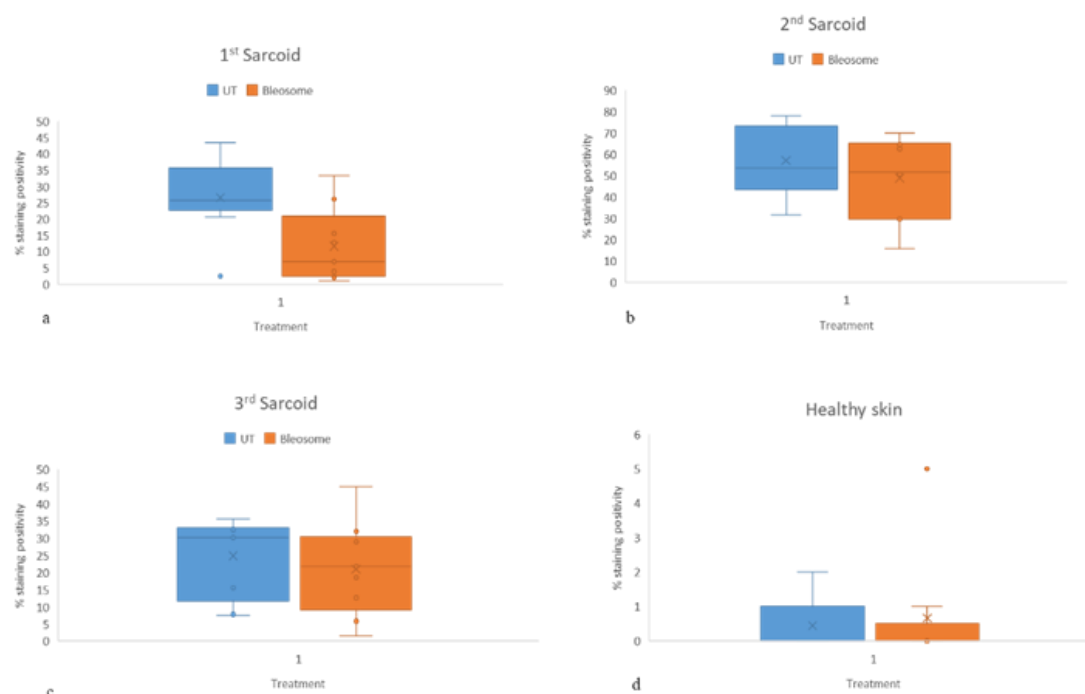 1st Sarcoid
UT Bleosome
50
45
40
35
30
25
20
15
10
5
0
% staining positivity
1
Treatment
a
2nd Sarcoid
UT Bleosome
90
80
70
60
50
40
30
20
10
0
% staining positivity
1
Treatment
b
3rd Sarcoid
UT Bleosome
50
45
40
35
30
25
20
15
10
5
0
% staining positivity
1
Treatment
c
Healthy skin
6
5
4
3
2
1
0
% staining positivity
1
Treatment
d